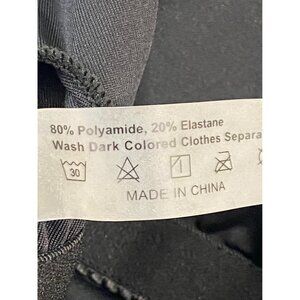 80% Polyamide, 20% Elastane
Wash Dark Colored Clothes Separa
30
MADE IN CHINA